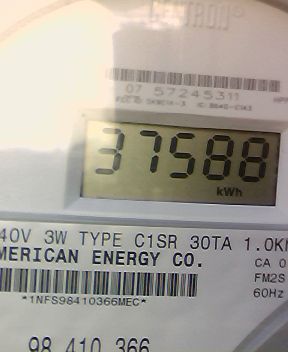 CENTRON®
07 57245311
37588
kWh
40V 3W TYPE C1SR 30TA 1.0K
MERICAN ENERGY CO.
CA 0
FM2S
*1NFS98410366MEC*
60Hz
98 410 366